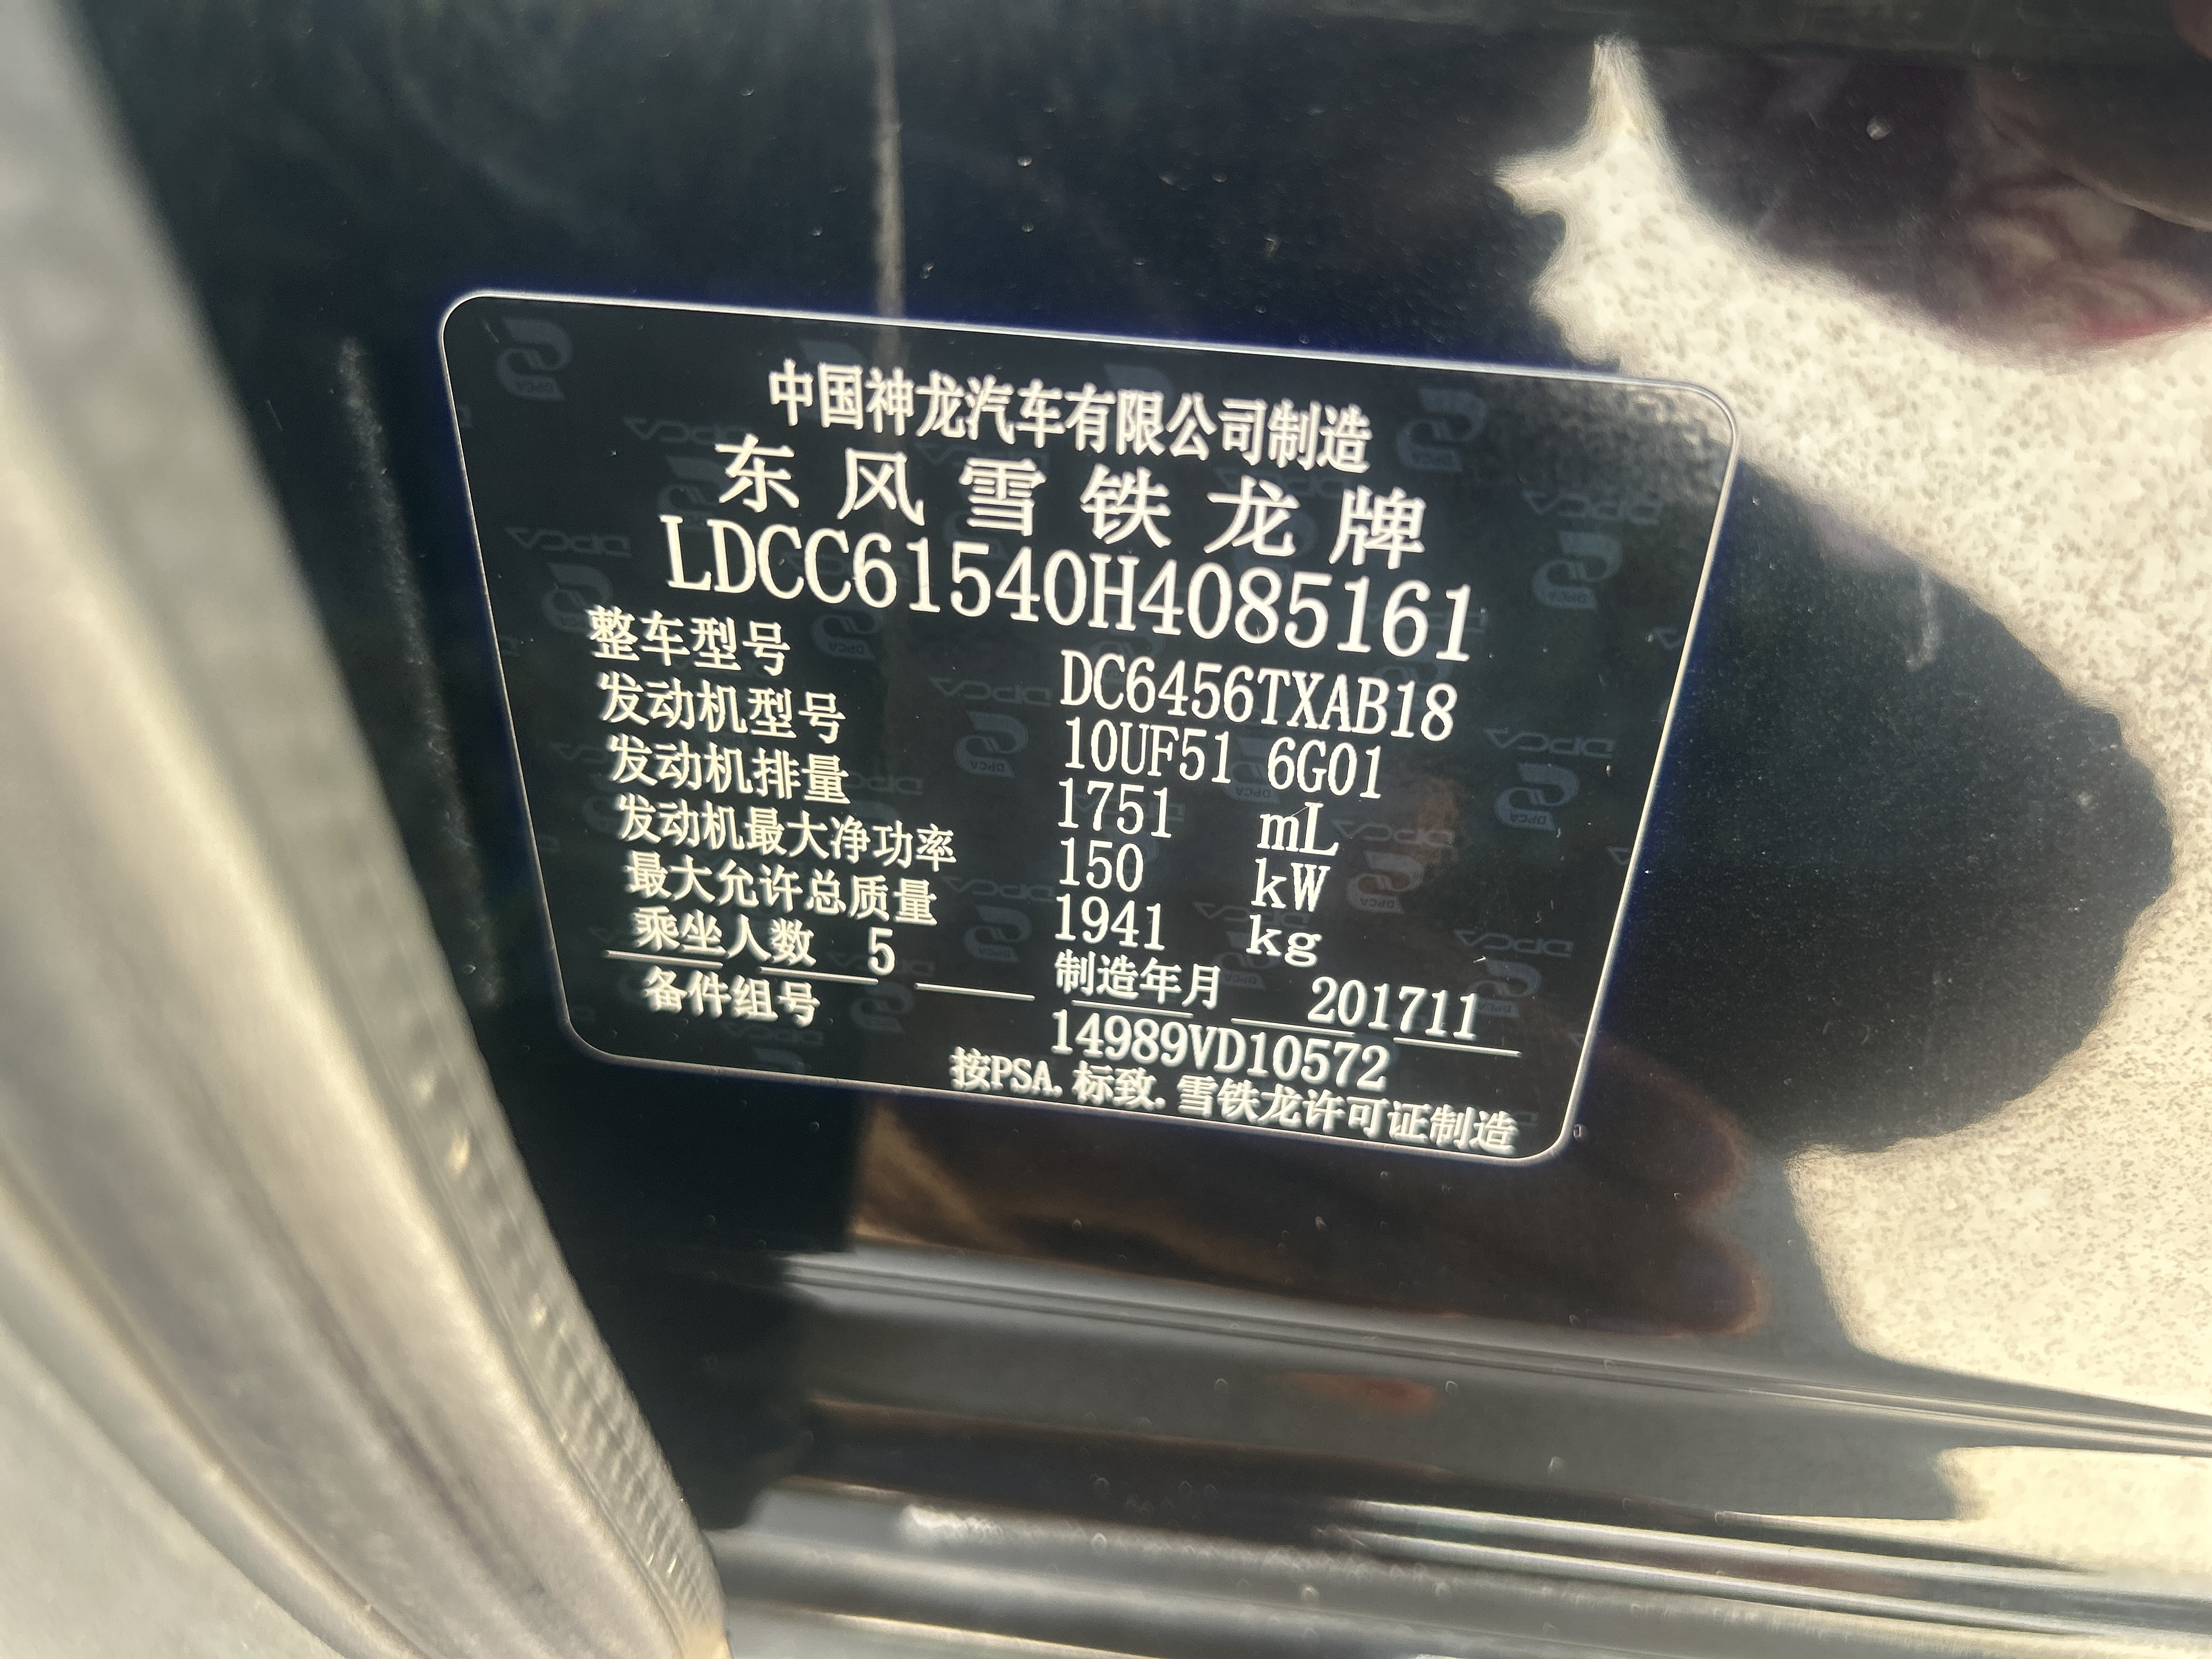 中国神龙汽车有限公司制造
东风雪铁龙牌
LDCC61540H4085161
整车型号 DC6456TXAB18
发动机型号 10UF51 6G01
发动机排量 1751 mL
发动机最大净功率 150 kW
最大允许总质量 1941 kg
乘坐人数 5 制造年月 201711
备件组号 14989VD10572
按PSA.标致.雪铁龙许可证制造